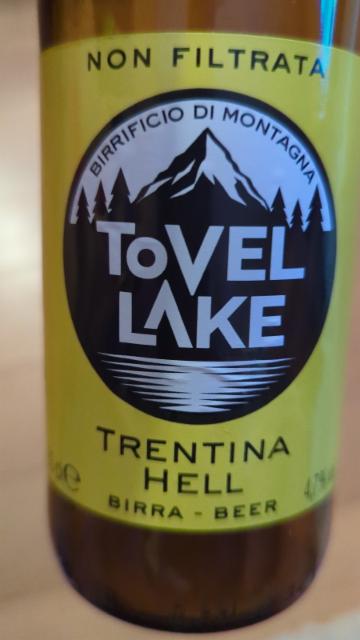 NON FILTRATA
BIRRIFICIO DI MONTAGNA
TOVEL
LAKE
TRENTINA
HELL
BIRRA - BEER